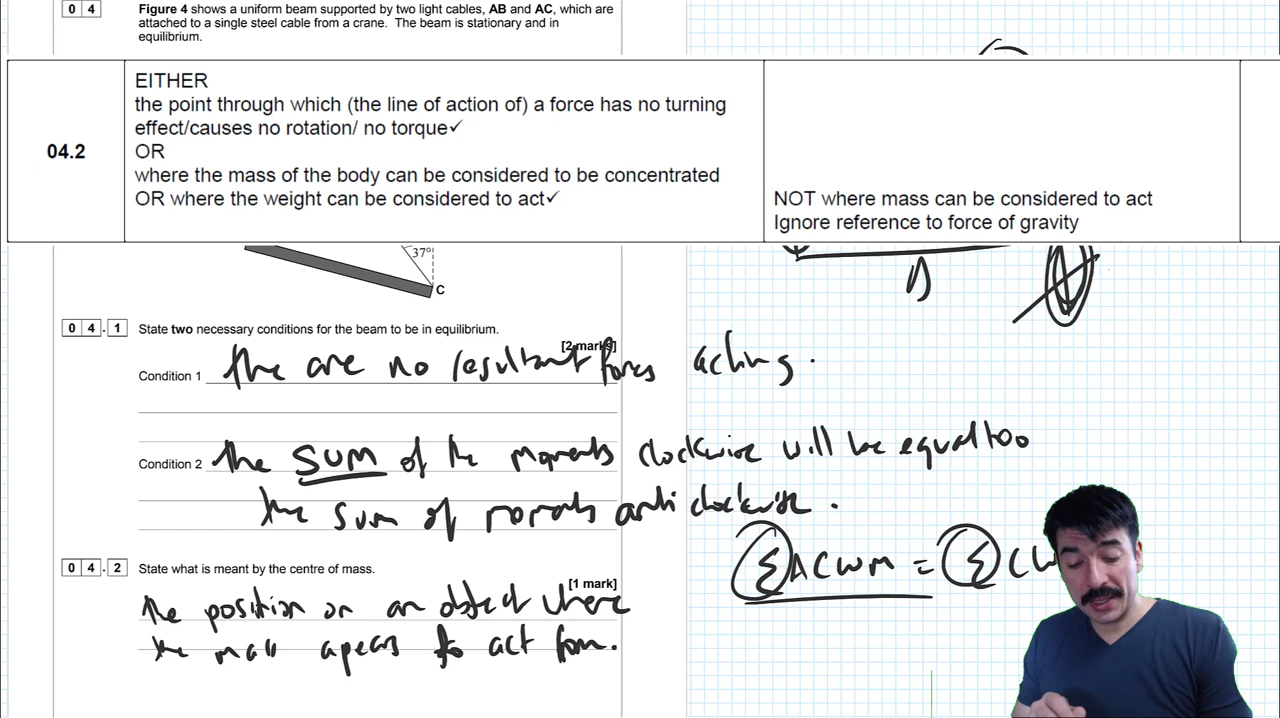 0 4
Figure 4 shows a uniform beam supported by two light cables, AB and AC, which are
attached to a single steel cable from a crane. The beam is stationary and in
equilibrium.
04.2
EITHER
the point through which (the line of action of) a force has no turning
effect/causes no rotation/ no torque✓
OR
where the mass of the body can be considered to be concentrated
OR where the weight can be considered to act✓
NOT where mass can be considered to act
Ignore reference to force of gravity
37°
C
0 4 . 1 State two necessary conditions for the beam to be in equilibrium.
[2 marks]
Condition 1 the are no resultant forces acting.
Condition 2 the SUM of the moments clockwise will be equal too
the sum of moments anti clockwise.
ΣACWM = ΣCW
0 4 . 2 State what is meant by the centre of mass.
[1 mark]
the position on an object where
the mass apears to act from.